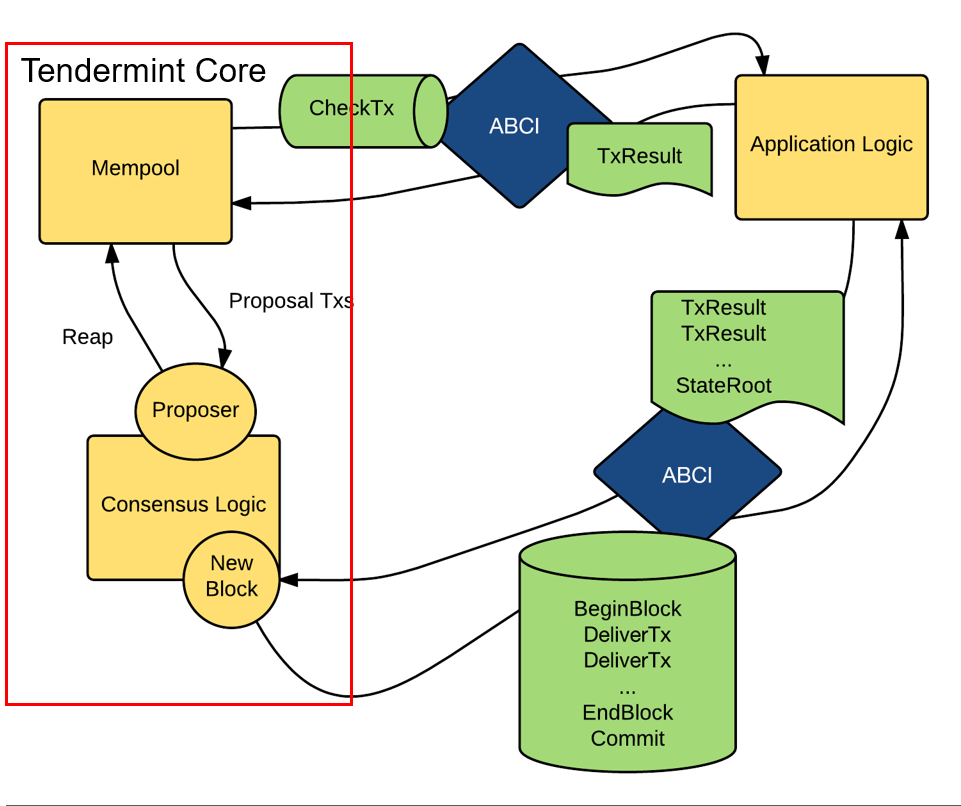 Tendermint Core
Mempool
CheckTx
ABCI
TxResult
Application Logic
Proposal Txs
Reap
Proposer
Consensus Logic
New
Block
TxResult
TxResult
...
StateRoot
ABCI
BeginBlock
DeliverTx
DeliverTx
...
EndBlock
Commit